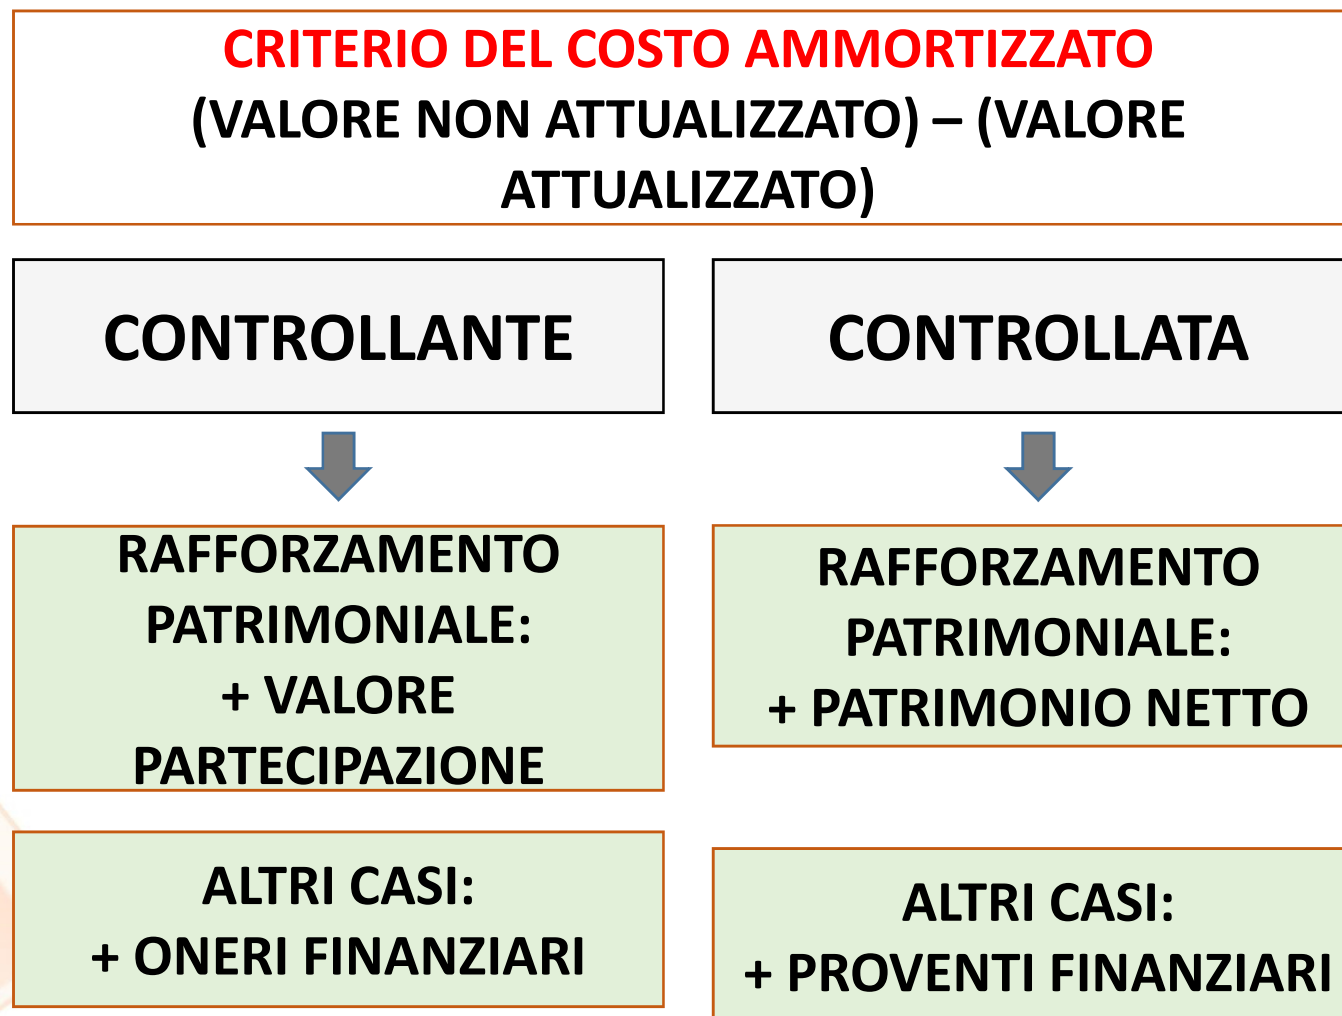 CRITERIO DEL COSTO AMMORTIZZATO
(VALORE NON ATTUALIZZATO) – (VALORE
ATTUALIZZATO)
CONTROLLANTE
CONTROLLATA
RAFFORZAMENTO
PATRIMONIALE:
+ VALORE
PARTECIPAZIONE
RAFFORZAMENTO
PATRIMONIALE:
+ PATRIMONIO NETTO
ALTRI CASI:
+ ONERI FINANZIARI
ALTRI CASI:
+ PROVENTI FINANZIARI